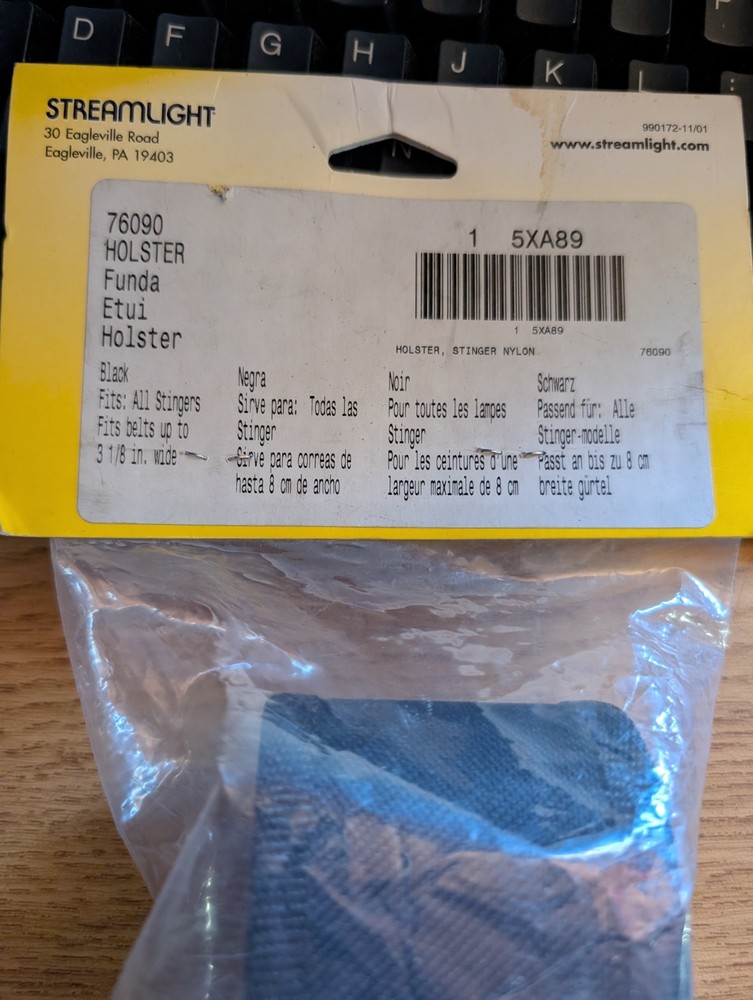 D F G H J K L :
P
N
STREAMLIGHT
30 Eagleville Road
Eagleville, PA 19403
990172-11/01
www.streamlight.com
76090
HOLSTER
Funda
Etui
Holster
1 5XA89
1 5XA89
HOLSTER, STINGER NYLON 76090
Black
Fits: All Stingers
Fits belts up to
3 1/8 in. wide
Negra
Sirve para: Todas las
Stinger
Sirve para correas de
hasta 8 cm de ancho
Noir
Pour toutes les lampes
Stinger
Pour les ceintures d'une
largeur maximale de 8 cm
Schwarz
Passend für: Alle
Stinger-modelle
Passt an bis zu 8 cm
breite gürtel